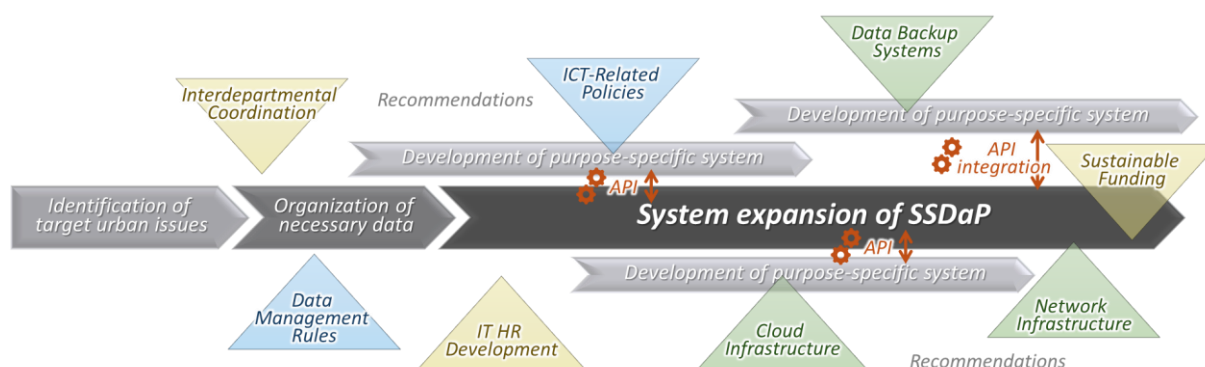 Data Backup
Systems
ICT-Related
Policies
Interdepartmental
Coordination
Recommendations
Development of purpose-specific system
Development of purpose-specific system
API
integration
Sustainable
Funding
API
Identification of
target urban issues
Organization of
necessary data
System expansion of SSDaP
API
Development of purpose-specific system
Data
Management
Rules
IT HR
Development
Cloud
Infrastructure
Network
Infrastructure
Recommendations